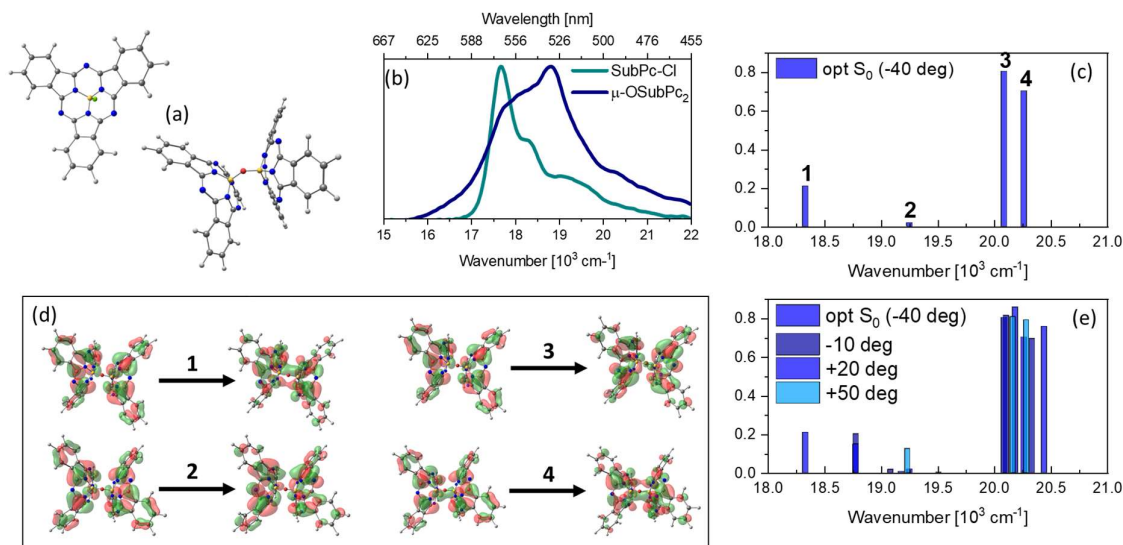 (a)
Wavelength [nm]
667 625 588 556 526 500 476 455
(b)
SubPc-Cl
μ-OSubPc₂
15 16 17 18 19 20 21 22
Wavenumber [10³ cm⁻¹]
(c)
opt S₀ (-40 deg)
0.8
0.6
0.4
0.2
0.0
1
2
3
4
18.0 18.5 19.0 19.5 20.0 20.5 21.0
Wavenumber [10³ cm⁻¹]
(d)
1
3
2
4
(e)
opt S₀ (-40 deg)
-10 deg
+20 deg
+50 deg
0.8
0.6
0.4
0.2
0.0
18.0 18.5 19.0 19.5 20.0 20.5 21.0
Wavenumber [10³ cm⁻¹]